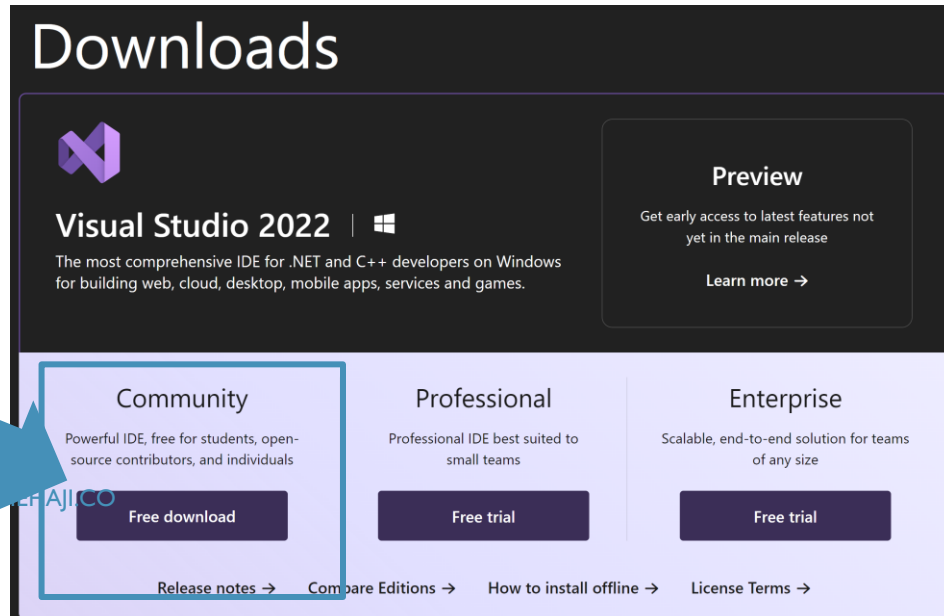 Downloads
Preview
Get early access to latest features not
yet in the main release
Learn more →
Visual Studio 2022
The most comprehensive IDE for .NET and C++ developers on Windows
for building web, cloud, desktop, mobile apps, services and games.
Community
Powerful IDE, free for students, open-
source contributors, and individuals
Free download
Professional
Professional IDE best suited to
small teams
Free trial
Enterprise
Scalable, end-to-end solution for teams
of any size
Free trial
Release notes → Compare Editions → How to install offline → License Terms →